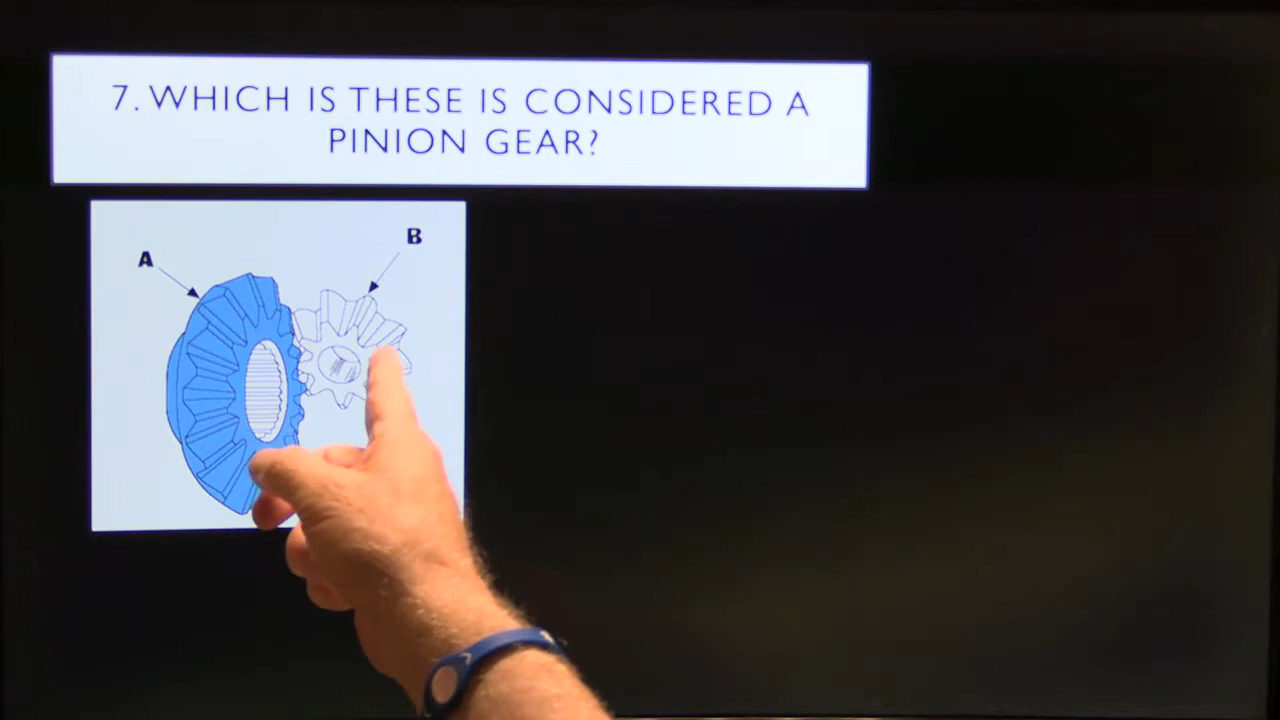 7. WHICH IS THESE IS CONSIDERED A
PINION GEAR?
B
A